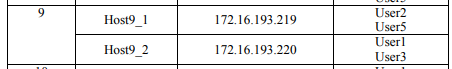 9
Host9_1
172.16.193.219
User2
User5
Host9_2
172.16.193.220
User1
User3